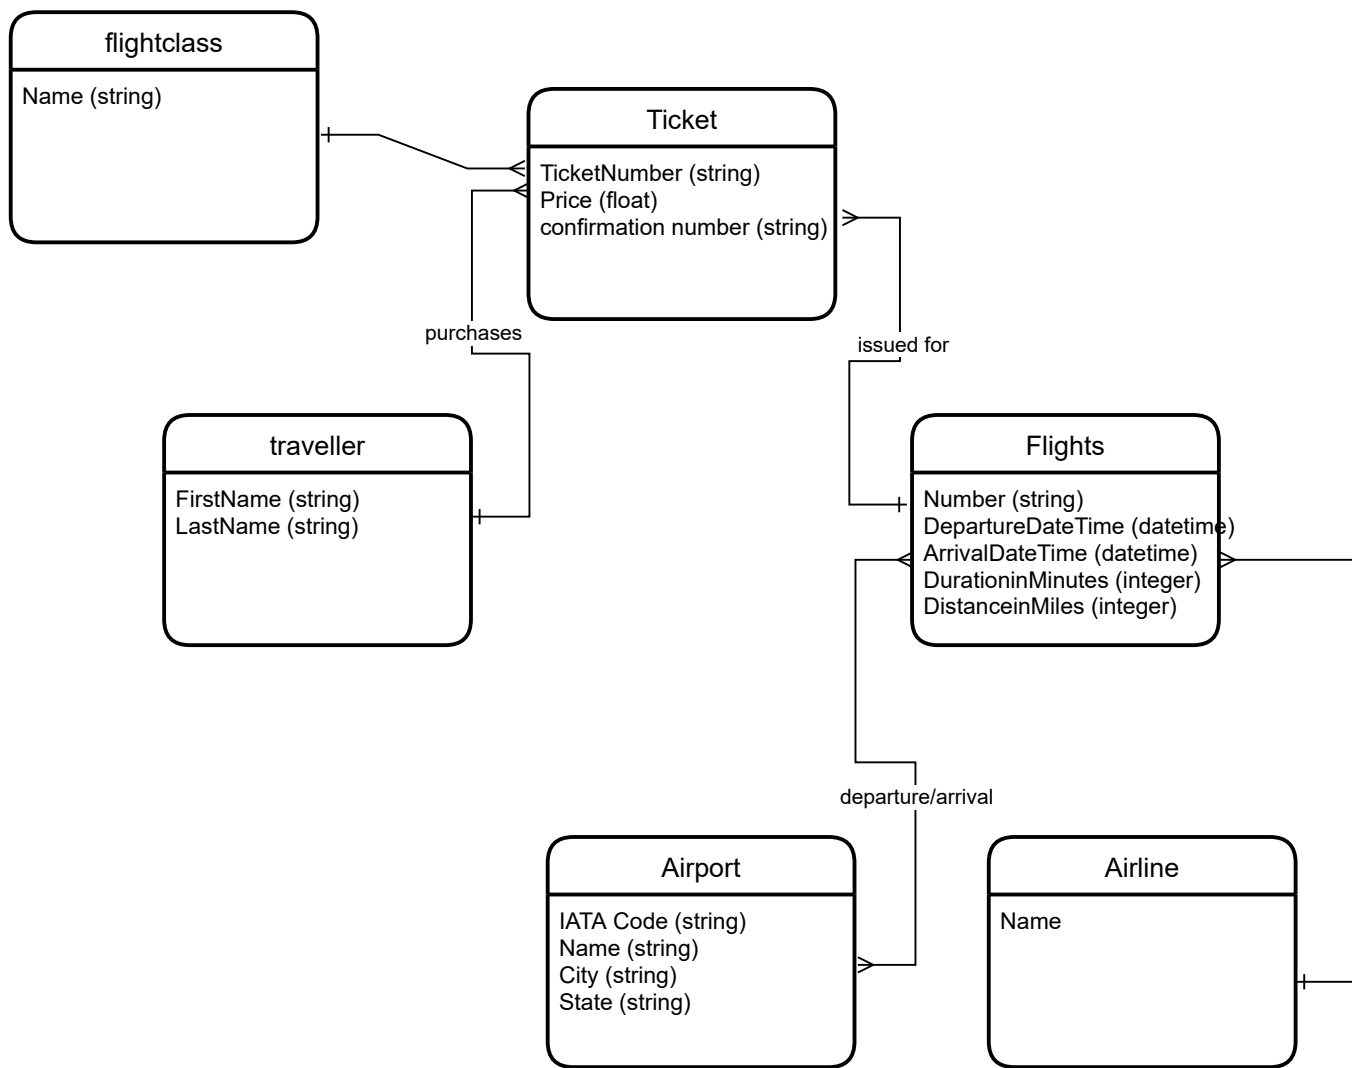 flightclass
Name (string)
Ticket
TicketNumber (string)
Price (float)
confirmation number (string)
purchases
issued for
traveller
FirstName (string)
LastName (string)
Flights
Number (string)
DepartureDateTime (datetime)
ArrivalDateTime (datetime)
DurationinMinutes (integer)
DistanceinMiles (integer)
departure/arrival
Airport
IATA Code (string)
Name (string)
City (string)
State (string)
Airline
Name